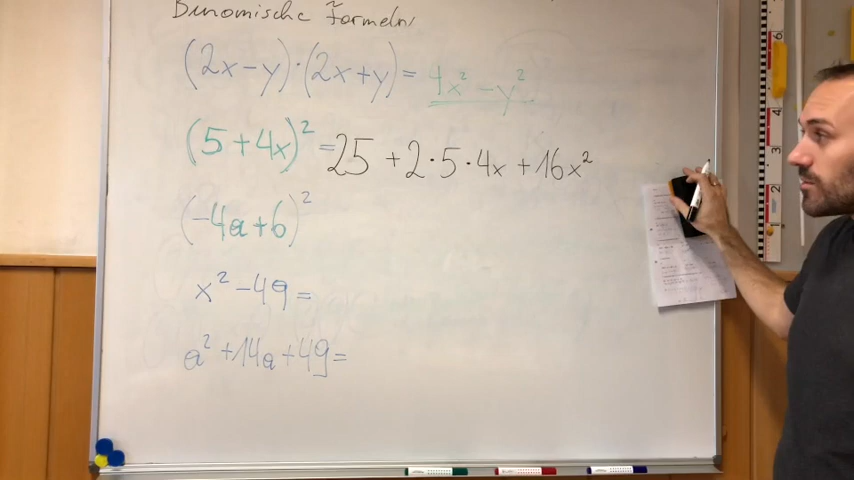 Binomische Formeln
(2x-y)·(2x+y)= 4x²-y²
(5+4x)²=25+2·5·4x+16x²
(-4a+6)²
x²-49=
a²+14a+49=